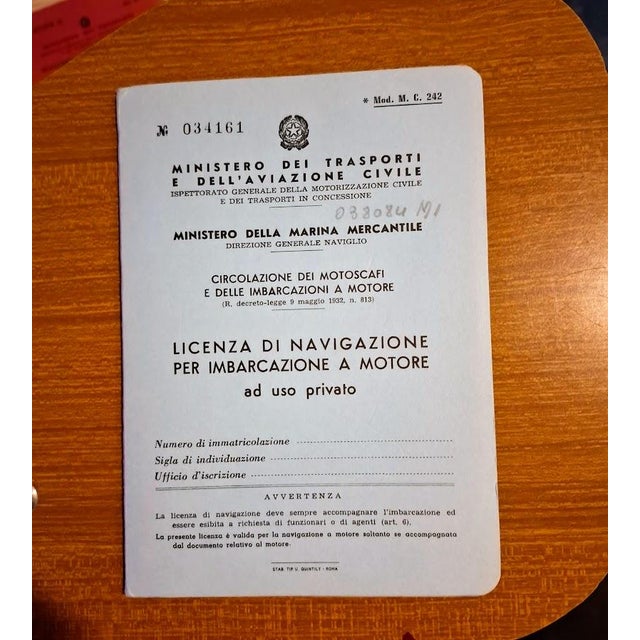 * Mod. M. C. 242
№ 034161
MINISTERO DEI TRASPORTI
E DELL'AVIAZIONE CIVILE
ISPETTORATO GENERALE DELLA MOTORIZZAZIONE CIVILE
E DEI TRASPORTI IN CONCESSIONE
MINISTERO DELLA MARINA MERCANTILE
DIREZIONE GENERALE NAVIGLIO
CIRCOLAZIONE DEI MOTOSCAFI
E DELLE IMBARCAZIONI A MOTORE
(R. decreto-legge 9 maggio 1932, n. 813)
LICENZA DI NAVIGAZIONE
PER IMBARCAZIONE A MOTORE
ad uso privato
Numero di immatricolazione
Sigla di individuazione
Ufficio d'iscrizione
AVVERTENZA
La licenza di navigazione deve sempre accompagnare l'imbarcazione ed
essere esibita a richiesta di funzionari o di agenti (art. 6).
La presente licenza è valida per la navigazione a motore soltanto se accompagnata
dal documento relativo al motore.
STAB. TIP. U. QUINTILY - ROMA